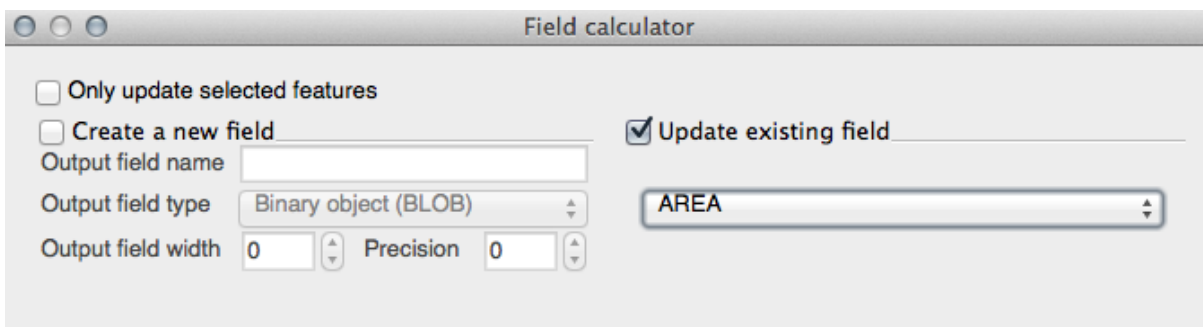 Field calculator
Only update selected features
Create a new field
Update existing field
Output field name
Output field type Binary object (BLOB)
AREA
Output field width 0 Precision 0